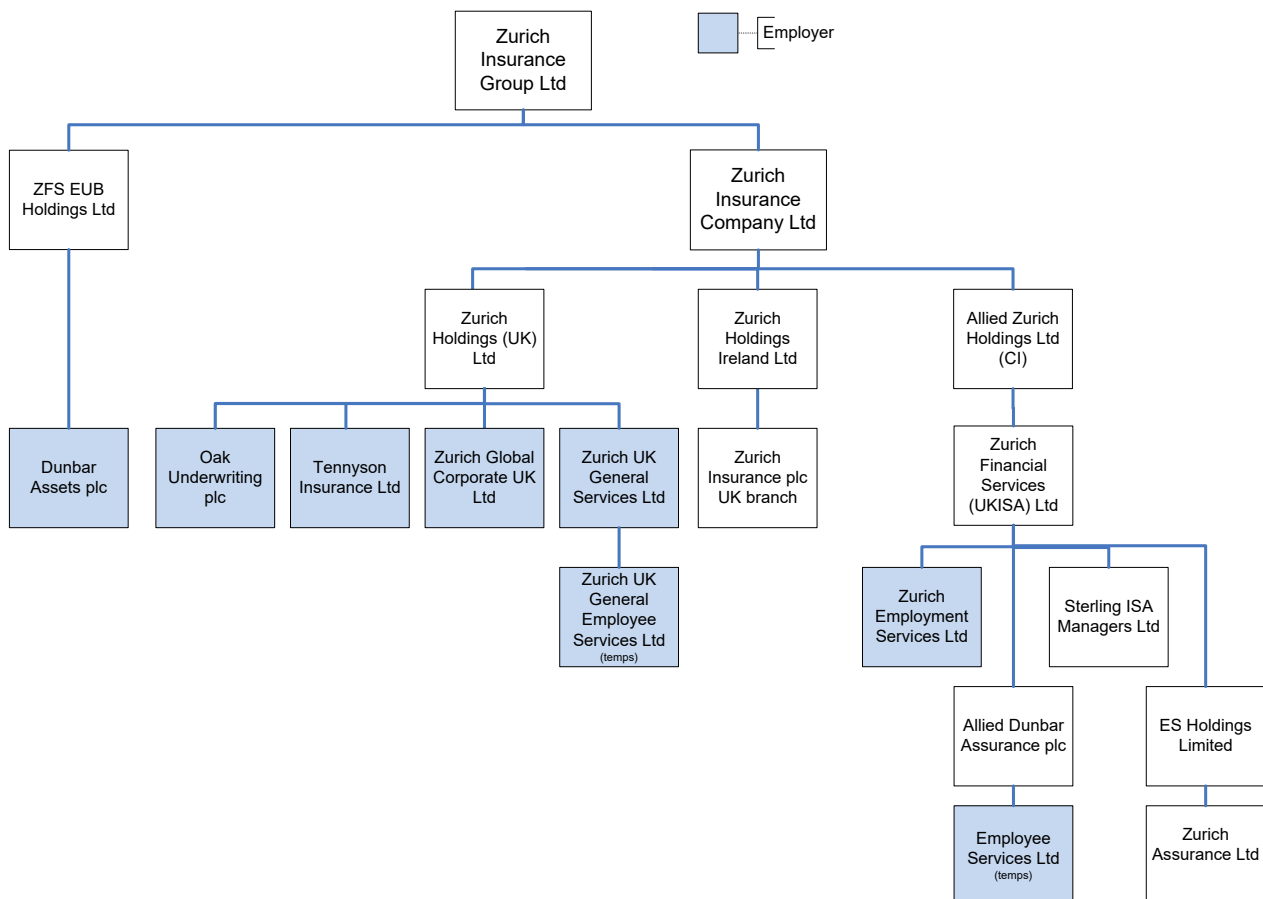 Zurich
Insurance
Group Ltd
Employer
ZFS EUB
Holdings Ltd
Zurich
Insurance
Company Ltd
Zurich
Holdings (UK)
Ltd
Zurich
Holdings
Ireland Ltd
Allied Zurich
Holdings Ltd
(CI)
Dunbar
Assets plc
Oak
Underwriting
plc
Tennyson
Insurance Ltd
Zurich Global
Corporate UK
Ltd
Zurich UK
General
Services Ltd
Zurich
Insurance plc
UK branch
Zurich
Financial
Services
(UKISA) Ltd
Zurich UK
General
Employee
Services Ltd
(temps)
Zurich
Employment
Services Ltd
Sterling ISA
Managers Ltd
Allied Dunbar
Assurance plc
ES Holdings
Limited
Employee
Services Ltd
(temps)
Zurich
Assurance Ltd